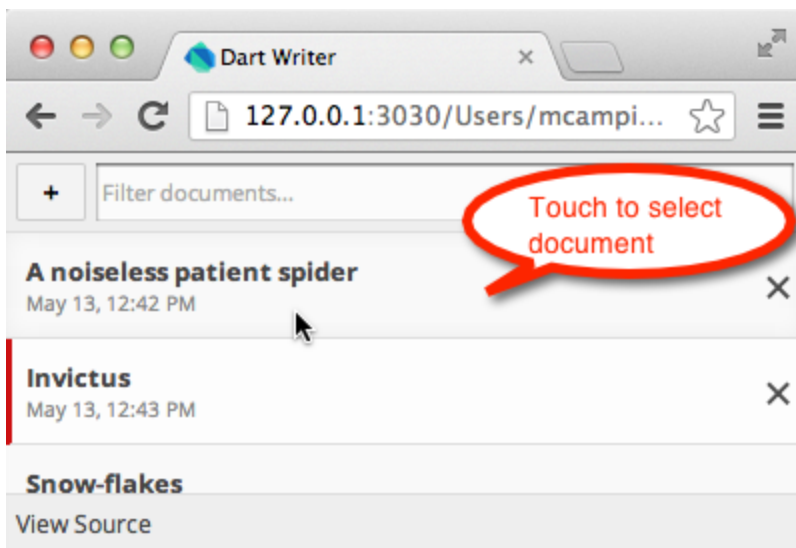 Dart Writer
127.0.0.1:3030/Users/mcampi...
+ Filter documents...
Touch to select
document
A noiseless patient spider
May 13, 12:42 PM
Invictus
May 13, 12:43 PM
Snow-flakes
View Source